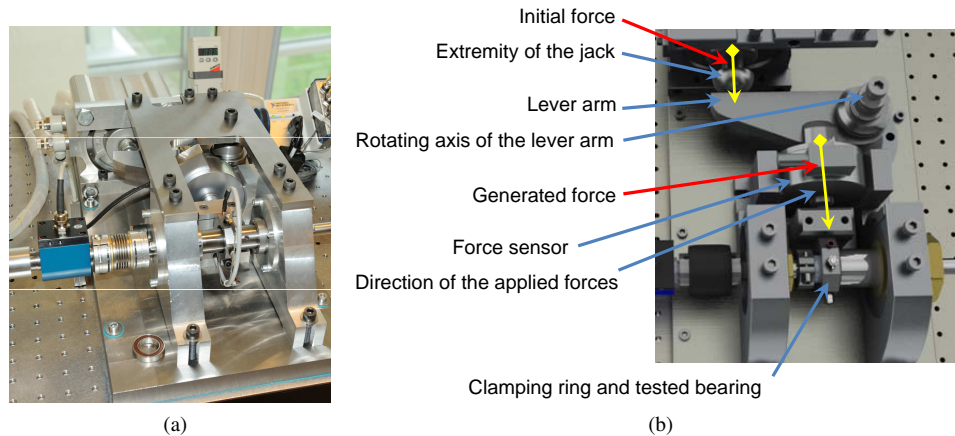 Initial force
Extremity of the jack
Lever arm
Rotating axis of the lever arm
Generated force
Force sensor
Direction of the applied forces
Clamping ring and tested bearing
(a)
(b)